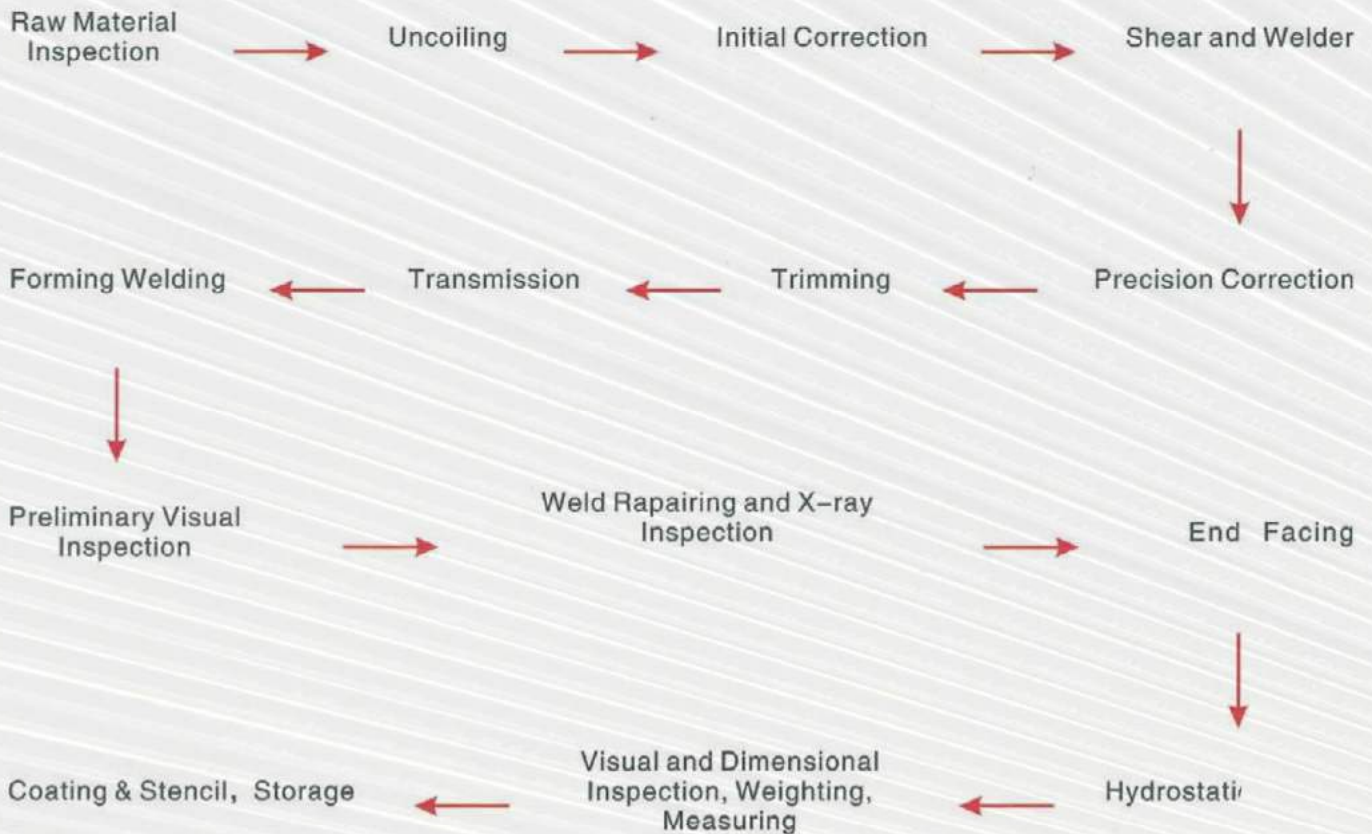 Raw Material
Inspection
Uncoiling
Initial Correction
Shear and Welder
Precision Correction
Trimming
Transmission
Forming Welding
Preliminary Visual
Inspection
Weld Rapairing and X-ray
Inspection
End Facing
Visual and Dimensional
Inspection, Weighting,
Measuring
Coating & Stencil, Storage